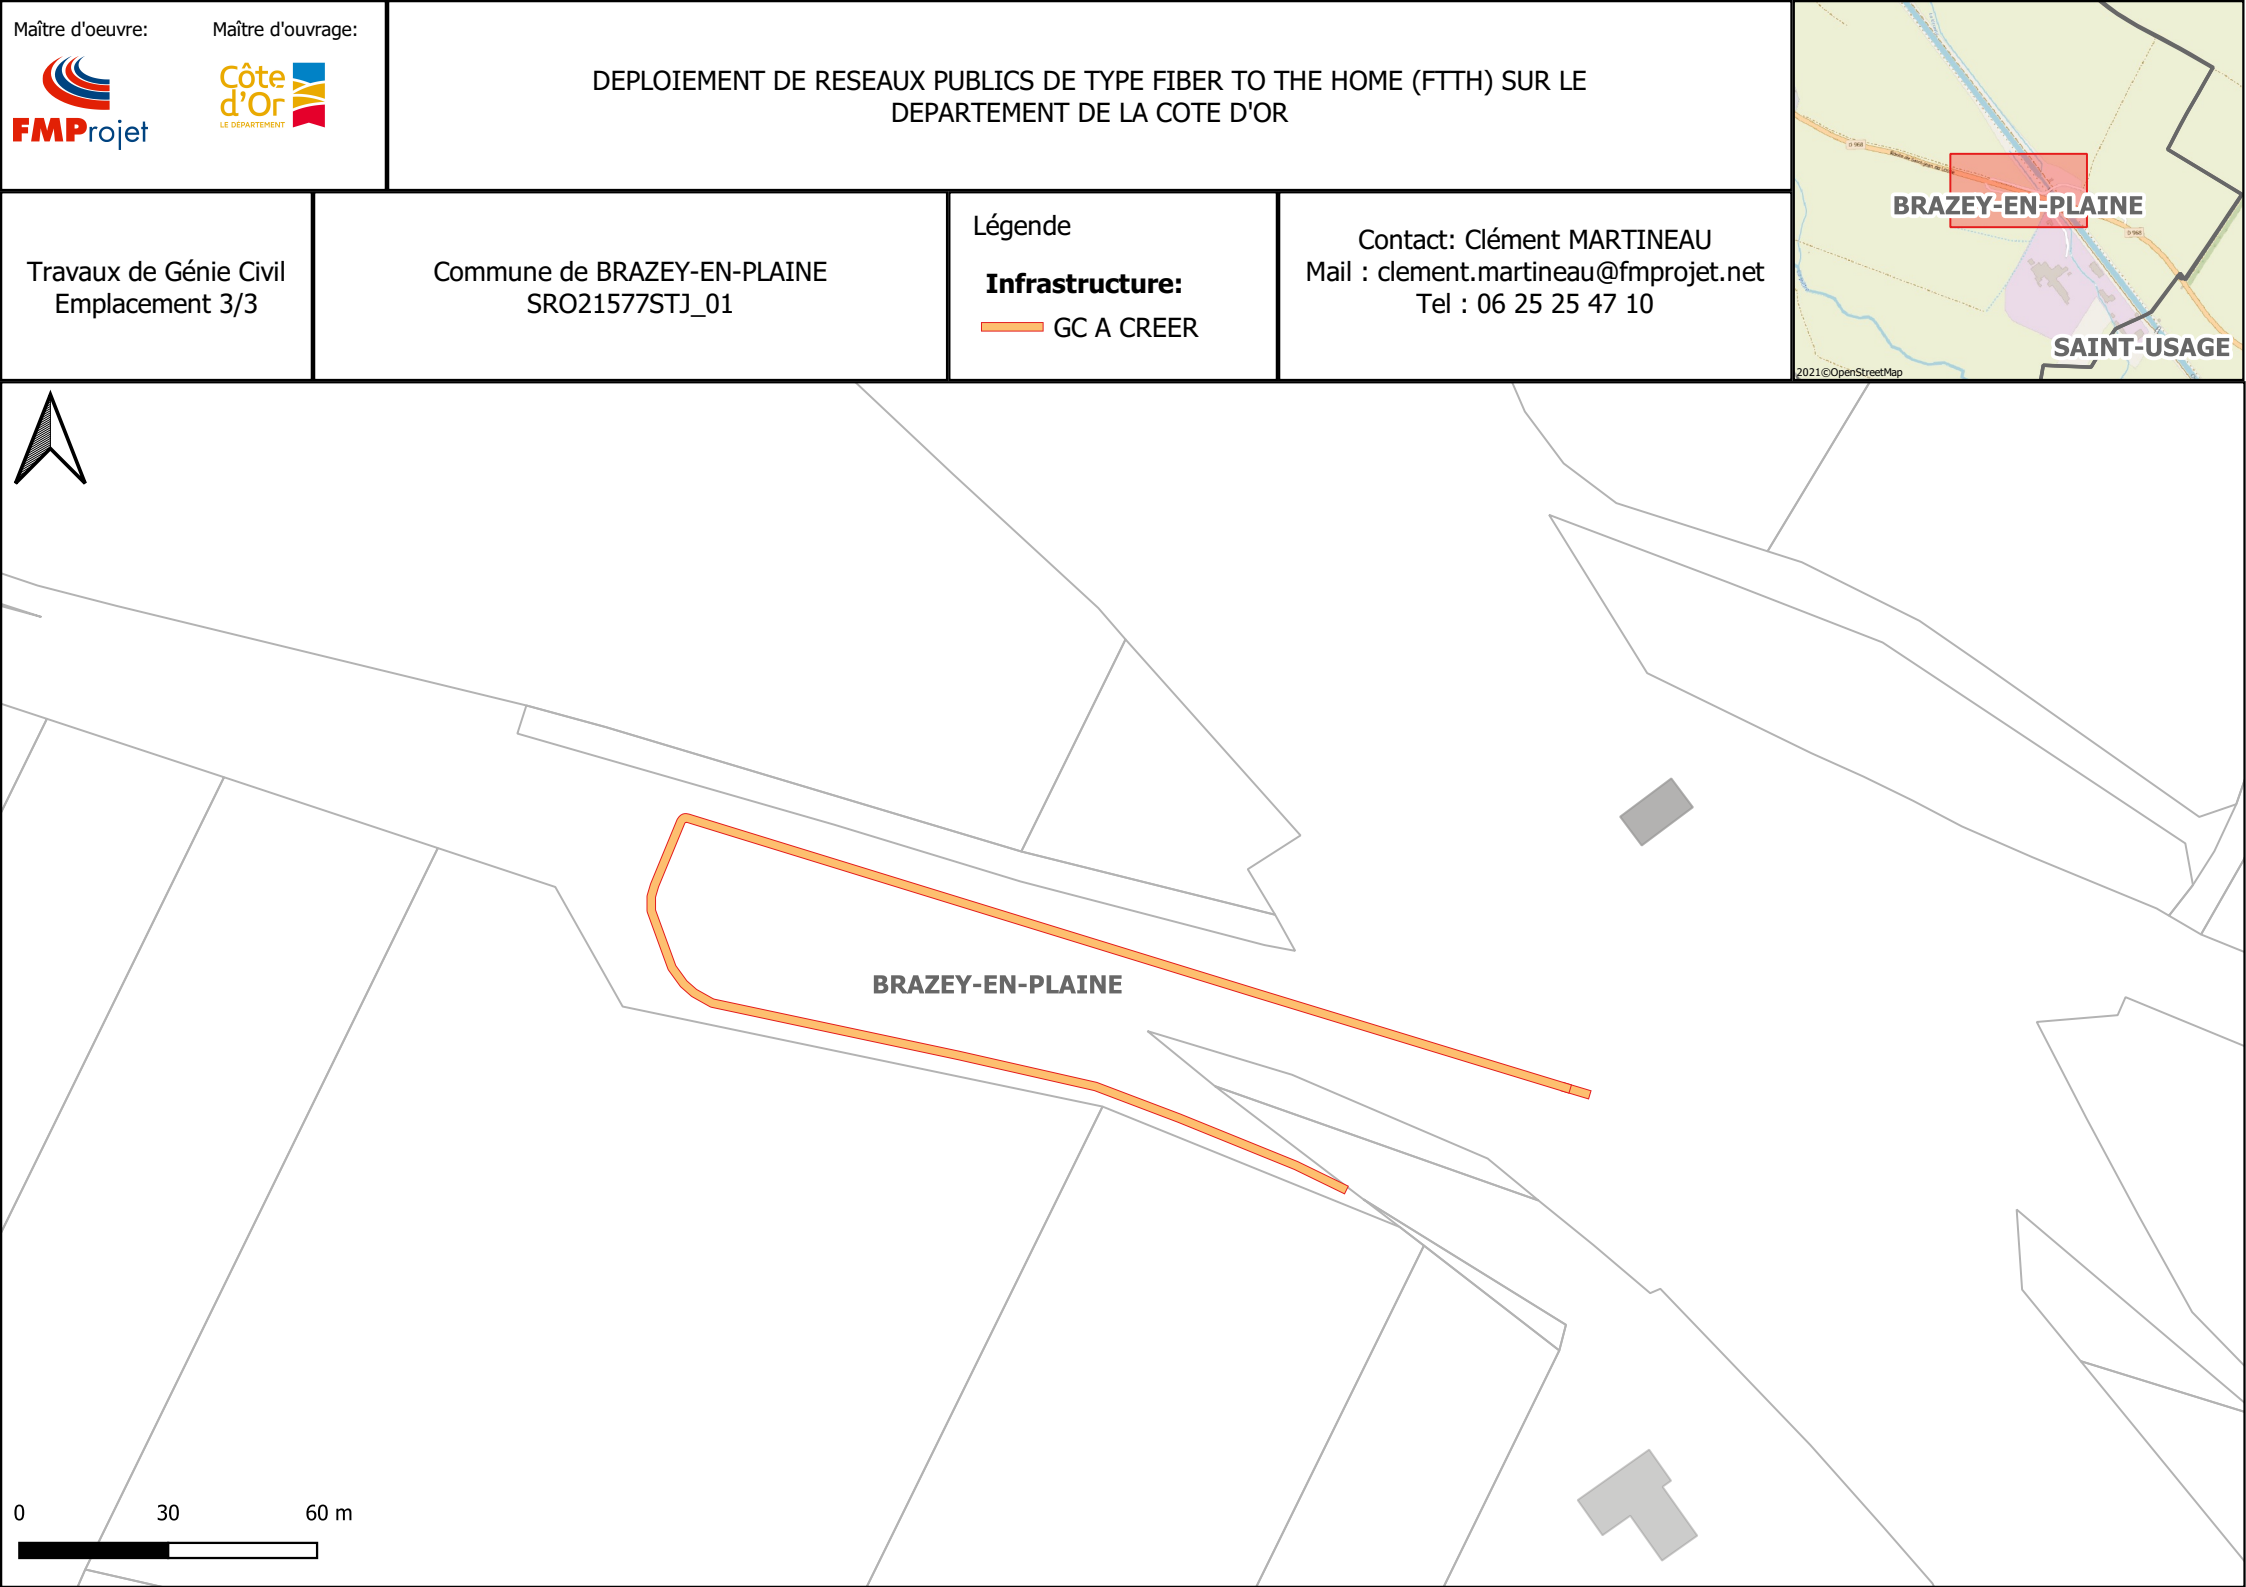 Maître d'oeuvre:
Maître d'ouvrage:
FMProjet
Côte
d'Or
LE DÉPARTEMENT
DEPLOIEMENT DE RESEAUX PUBLICS DE TYPE FIBER TO THE HOME (FTTH) SUR LE
DEPARTEMENT DE LA COTE D'OR
Travaux de Génie Civil
Emplacement 3/3
Commune de BRAZEY-EN-PLAINE
SRO21577STJ_01
Légende
Infrastructure:
GC A CREER
Contact: Clément MARTINEAU
Mail : clement.martineau@fmprojet.net
Tel : 06 25 25 47 10
D 968
BRAZEY-EN-PLAINE
D 968
SAINT-USAGE
2021©OpenStreetMap
BRAZEY-EN-PLAINE
0 30 60 m